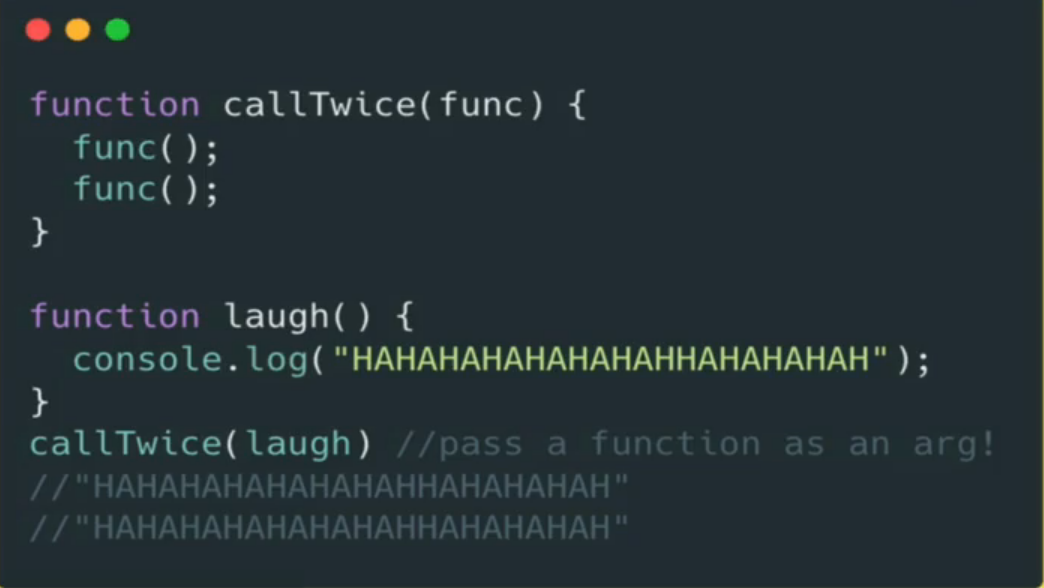 function callTwice(func) {
  func();
  func();
}

function laugh() {
  console.log("HAHAHAHAHAHAHAHHAHAHAHAH");
}
callTwice(laugh) //pass a function as an arg!
//"HAHAHAHAHAHAHAHHAHAHAHAH"
//"HAHAHAHAHAHAHAHHAHAHAHAH"